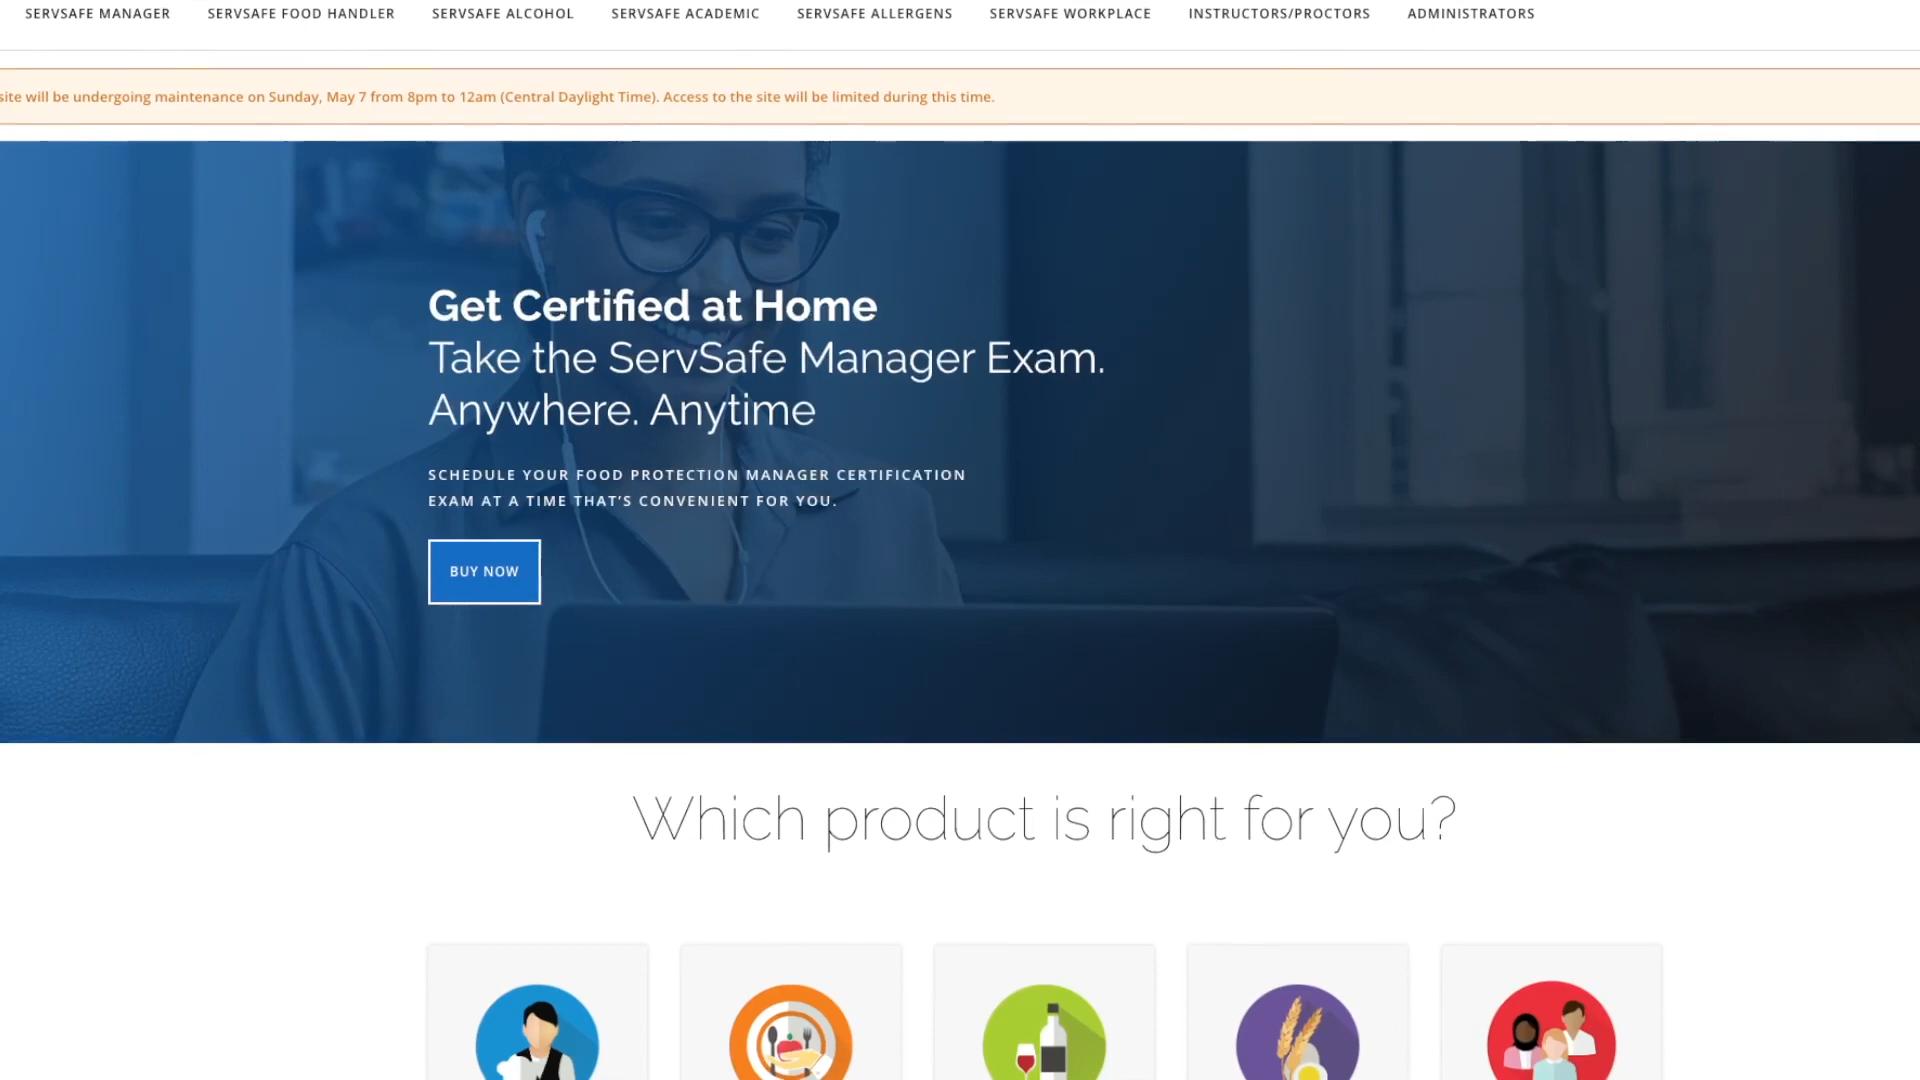 SERVSAFE MANAGER SERVSAFE FOOD HANDLER SERVSAFE ALCOHOL SERVSAFE ACADEMIC SERVSAFE ALLERGENS SERVSAFE WORKPLACE INSTRUCTORS/PROCTORS ADMINISTRATORS
site will be undergoing maintenance on Sunday, May 7 from 8pm to 12am (Central Daylight Time). Access to the site will be limited during this time.
Get Certified at Home
Take the ServSafe Manager Exam.
Anywhere. Anytime
SCHEDULE YOUR FOOD PROTECTION MANAGER CERTIFICATION
EXAM AT A TIME THAT'S CONVENIENT FOR YOU.
BUY NOW
Which product is right for you?